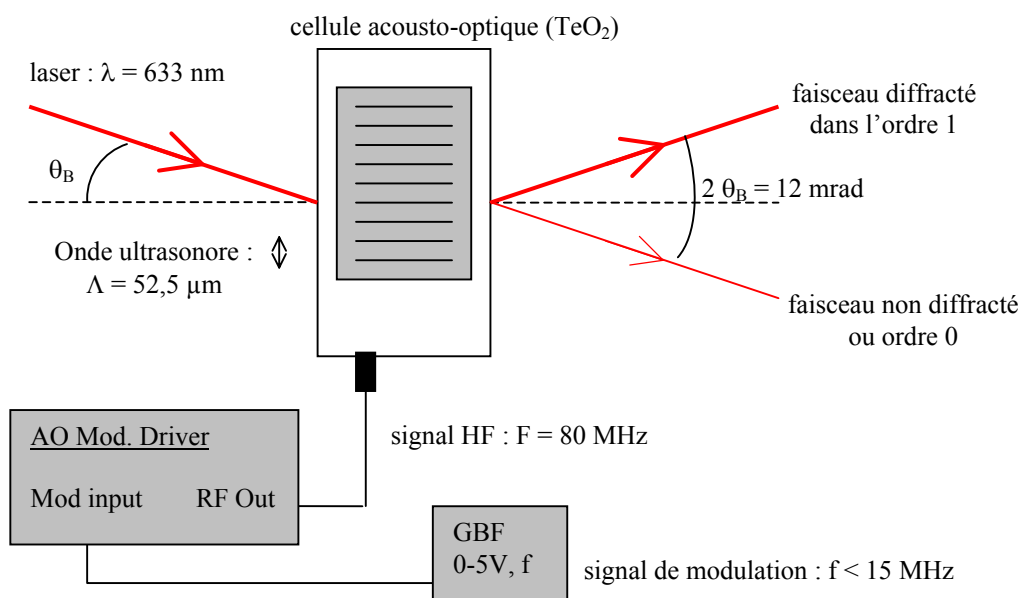 cellule acousto-optique (TeO₂)
laser : λ = 633 nm
θ_B
faisceau diffracté
dans l’ordre 1
2 θ_B = 12 mrad
Onde ultrasonore :
Λ = 52,5 µm
faisceau non diffracté
ou ordre 0
signal HF : F = 80 MHz
AO Mod. Driver
Mod input RF Out
GBF
0-5V, f
signal de modulation : f < 15 MHz